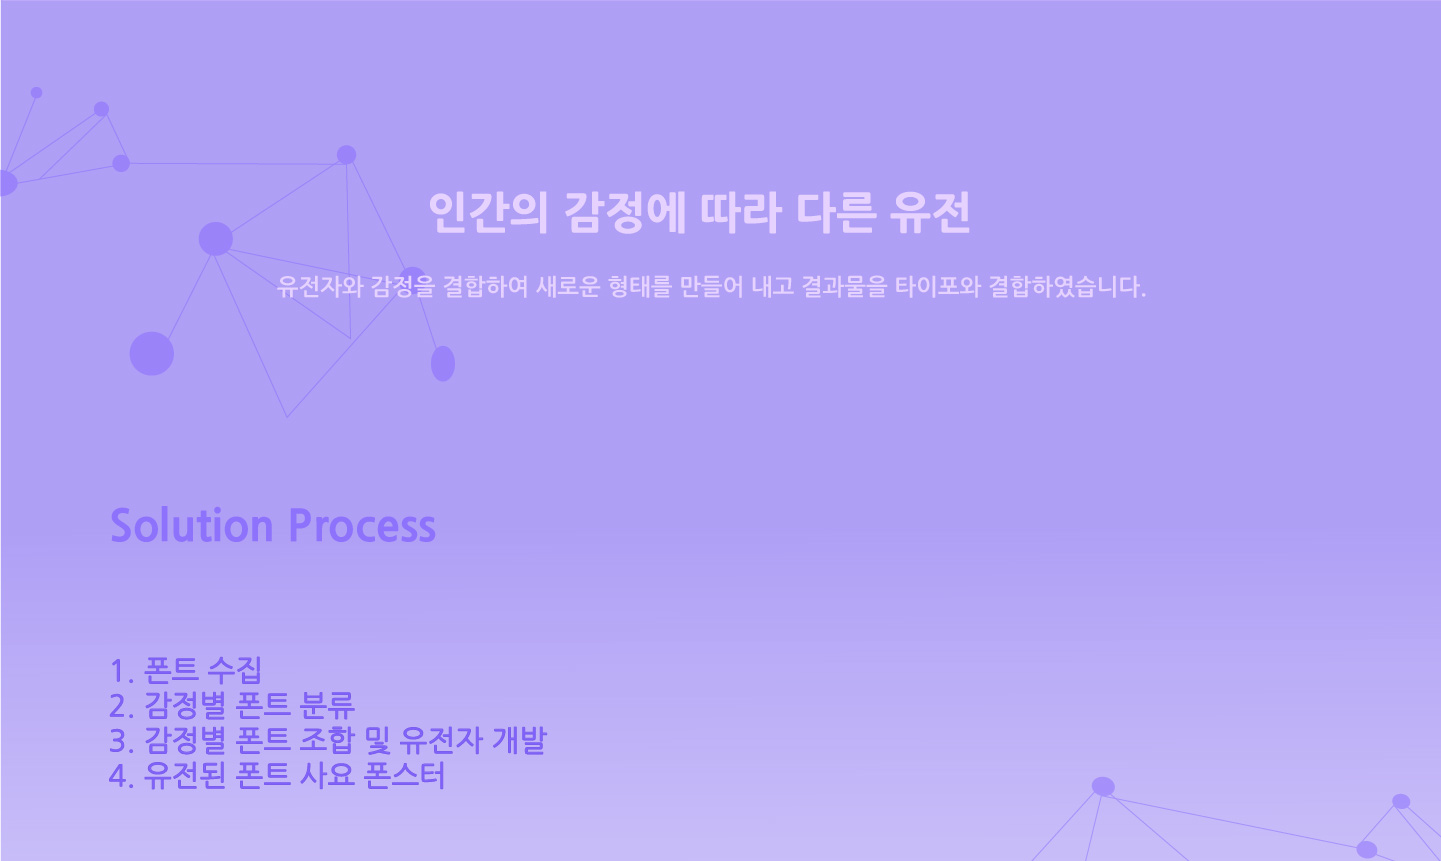 인간의 감정에 따라 다른 유전
유전자와 감정을 결합하여 새로운 형태를 만들어 내고 결과물을 타이포와 결합하였습니다.
Solution Process
1. 폰트 수집
2. 감정별 폰트 분류
3. 감정별 폰트 조합 및 유전자 개발
4. 유전된 폰트 사요 폰스터